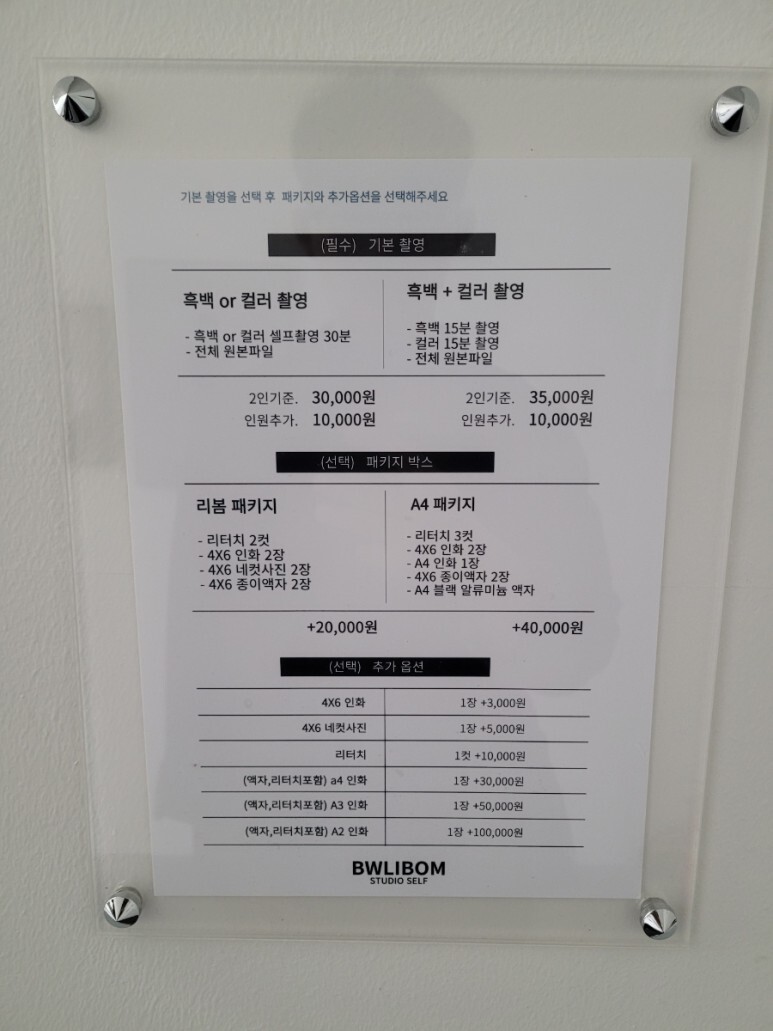 기본 촬영을 선택 후 패키지와 추가옵션을 선택해주세요
(필수) 기본 촬영
흑백 or 컬러 촬영
- 흑백 or 컬러 셀프촬영 30분
- 전체 원본파일
2인기준. 30,000원
인원추가. 10,000원
흑백 + 컬러 촬영
- 흑백 15분 촬영
- 컬러 15분 촬영
- 전체 원본파일
2인기준. 35,000원
인원추가. 10,000원
(선택) 패키지 박스
리봄 패키지
- 리터치 2컷
- 4X6 인화 2장
- 4X6 네컷사진 2장
- 4X6 종이액자 2장
+20,000원
A4 패키지
- 리터치 3컷
- 4X6 인화 2장
- A4 인화 1장
- 4X6 종이액자 2장
- A4 블랙 알류미늄 액자
+40,000원
(선택) 추가 옵션
4X6 인화 1장 +3,000원
4X6 네컷사진 1장 +5,000원
리터치 1컷 +10,000원
(액자,리터치포함) a4 인화 1장 +30,000원
(액자,리터치포함) A3 인화 1장 +50,000원
(액자,리터치포함) A2 인화 1장 +100,000원
BWLIBOM
STUDIO SELF